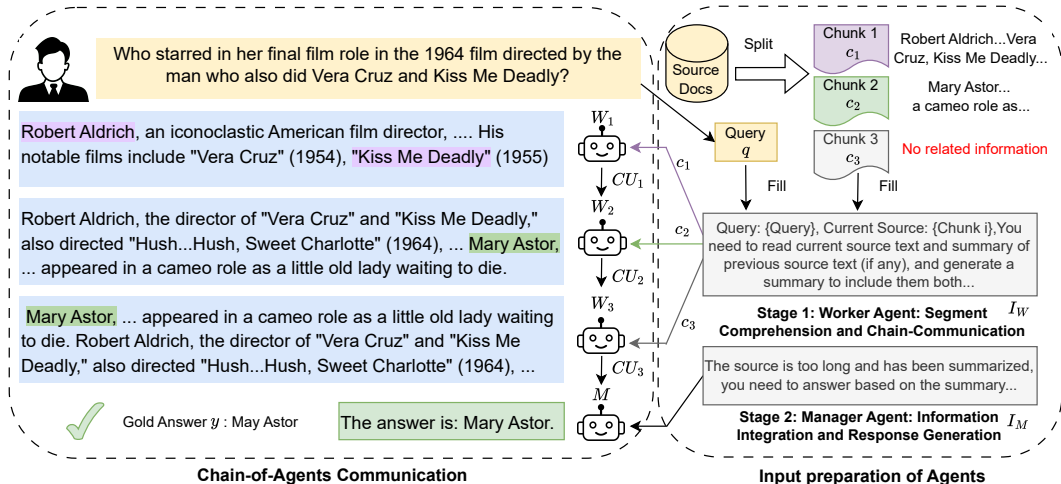 Who starred in her final film role in the 1964 film directed by the
man who also did Vera Cruz and Kiss Me Deadly?
Robert Aldrich, an iconoclastic American film director, .... His
notable films include "Vera Cruz" (1954), "Kiss Me Deadly" (1955)
Robert Aldrich, the director of "Vera Cruz" and "Kiss Me Deadly,"
also directed "Hush...Hush, Sweet Charlotte" (1964), ... Mary Astor,
... appeared in a cameo role as a little old lady waiting to die.
Mary Astor, ... appeared in a cameo role as a little old lady waiting
to die. Robert Aldrich, the director of "Vera Cruz" and "Kiss Me
Deadly," also directed "Hush...Hush, Sweet Charlotte" (1964), ...
Gold Answer y : May Astor
The answer is: Mary Astor.
W1
CU1
W2
CU2
W3
CU3
M
c1
c2
c3
Chain-of-Agents Communication
Source
Docs
Split
Chunk 1
c1
Robert Aldrich...Vera
Cruz, Kiss Me Deadly...
Chunk 2
c2
Mary Astor...
a cameo role as...
Chunk 3
c3
No related information
Query
q
Fill
Fill
Query: {Query}, Current Source: {Chunk i},You
need to read current source text and summary of
previous source text (if any), and generate a
summary to include them both...
Stage 1: Worker Agent: Segment IW
Comprehension and Chain-Communication
The source is too long and has been summarized,
you need to answer based on the summary...
Stage 2: Manager Agent: Information IM
Integration and Response Generation
Input preparation of Agents